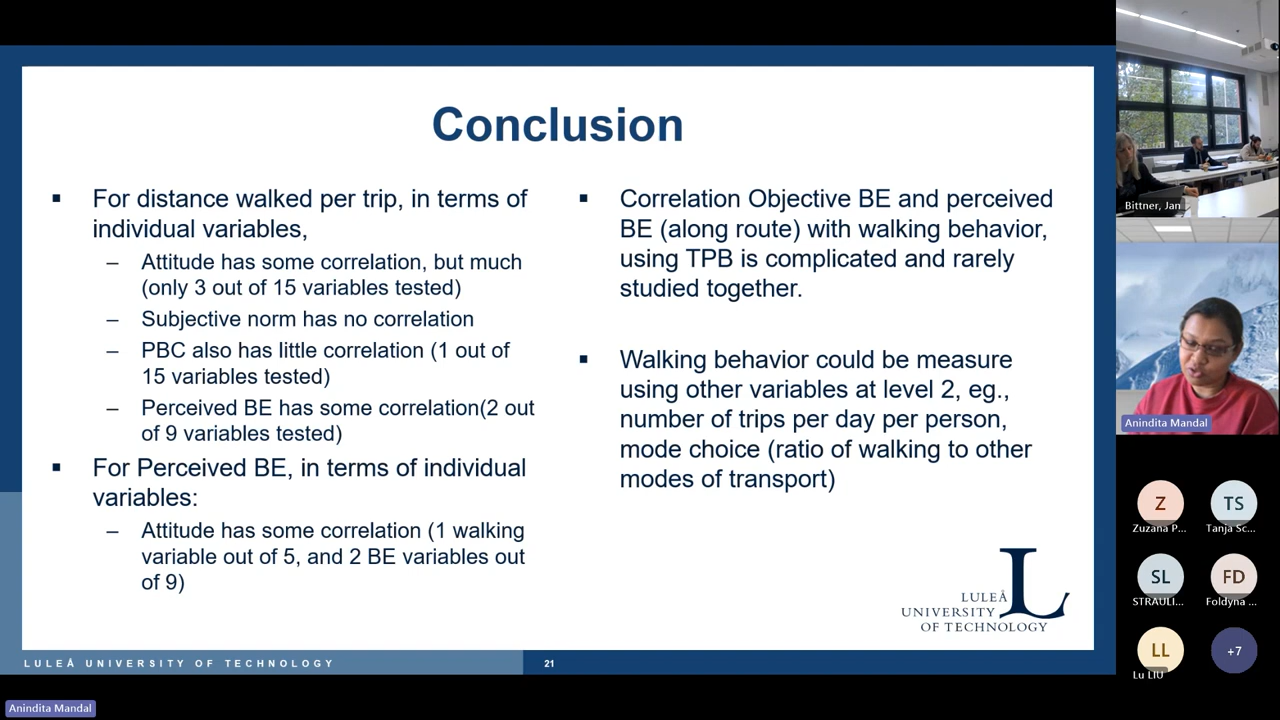 Conclusion
▪ For distance walked per trip, in terms of
individual variables,
– Attitude has some correlation, but much
(only 3 out of 15 variables tested)
– Subjective norm has no correlation
– PBC also has little correlation (1 out of
15 variables tested)
– Perceived BE has some correlation(2 out
of 9 variables tested)
▪ For Perceived BE, in terms of individual
variables:
– Attitude has some correlation (1 walking
variable out of 5, and 2 BE variables out
of 9)
▪ Correlation Objective BE and perceived
BE (along route) with walking behavior,
using TPB is complicated and rarely
studied together.
▪ Walking behavior could be measure
using other variables at level 2, eg.,
number of trips per day per person,
mode choice (ratio of walking to other
modes of transport)
L
LULEÅ
UNIVERSITY
OF TECHNOLOGY
LULEÅ UNIVERSITY OF TECHNOLOGY
21
Bittner, Jan
Anindita Mandal
Z
TS
Zuzana P...
Tanja Sc...
SL
FD
STRAULI...
Foldyna ...
LL
+7
Lu LIU
Anindita Mandal